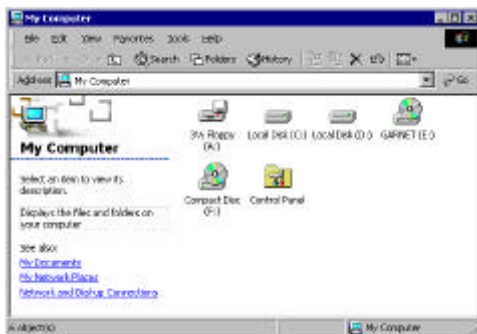 My Computer
File Edit View Favorites Tools Help
Search Folders History
Address My Computer Go
My Computer
Select an item to view its
description.
Displays the files and folders on
your computer
See also:
My Documents
My Network Places
Network and Dial-up Connections
3½ Floppy
(A:)
Local Disk (C:)
Local Disk (D:)
GARNET (E:)
Compact Disc
(F:)
Control Panel
6 object(s)
My Computer